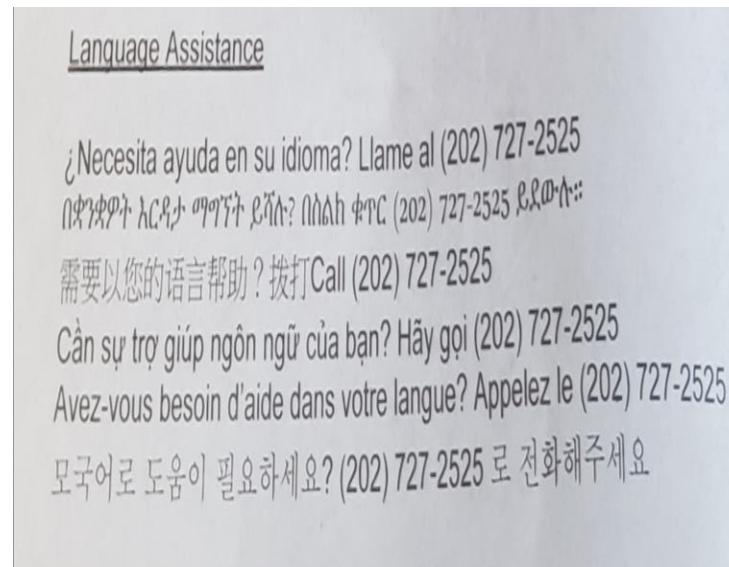 Language Assistance
¿Necesita ayuda en su idioma? Llame al (202) 727-2525
በቋንቋዎት እርዳታ ማግኘት ይሻሉ? በስልክ ቁጥር (202) 727-2525 ይደውሉ።
需要以您的语言帮助？拨打Call (202) 727-2525
Cần sự trợ giúp ngôn ngữ của bạn? Hãy gọi (202) 727-2525
Avez-vous besoin d'aide dans votre langue? Appelez le (202) 727-2525
모국어로 도움이 필요하세요? (202) 727-2525 로 전화해주세요